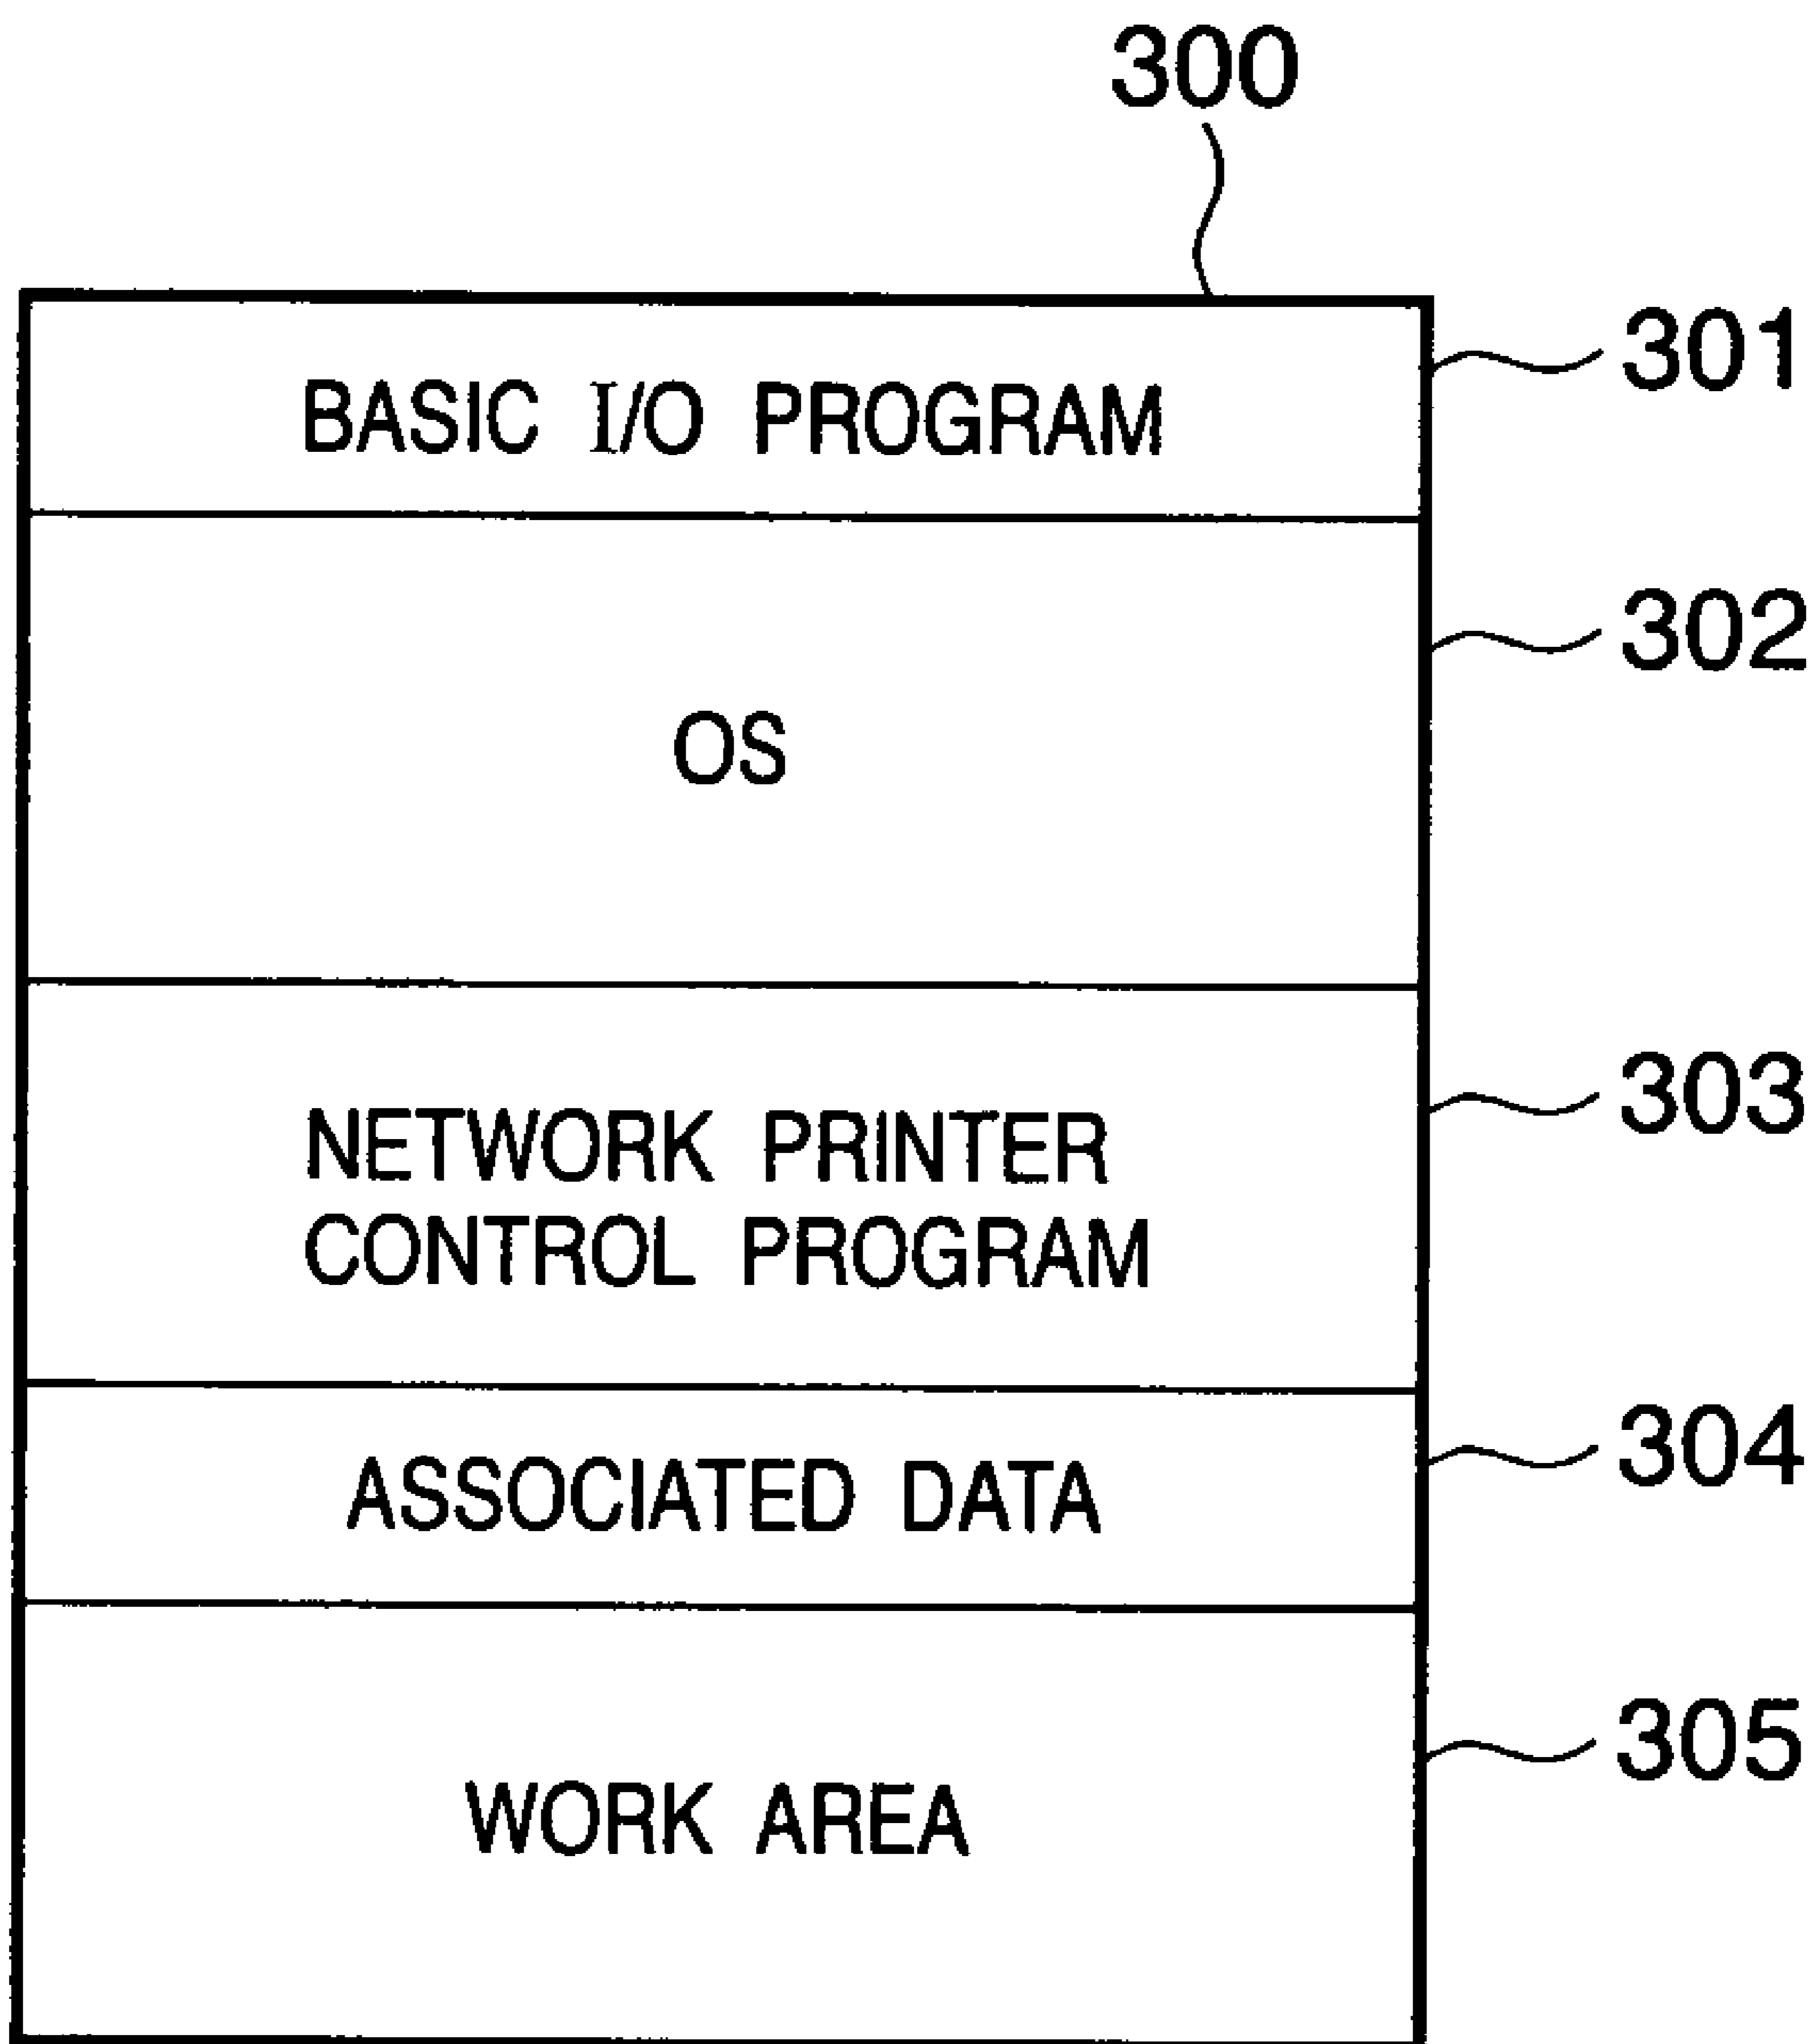 300
BASIC I/O PROGRAM
301
OS
302
NETWORK PRINTER
CONTROL PROGRAM
303
ASSOCIATED DATA
304
WORK AREA
305